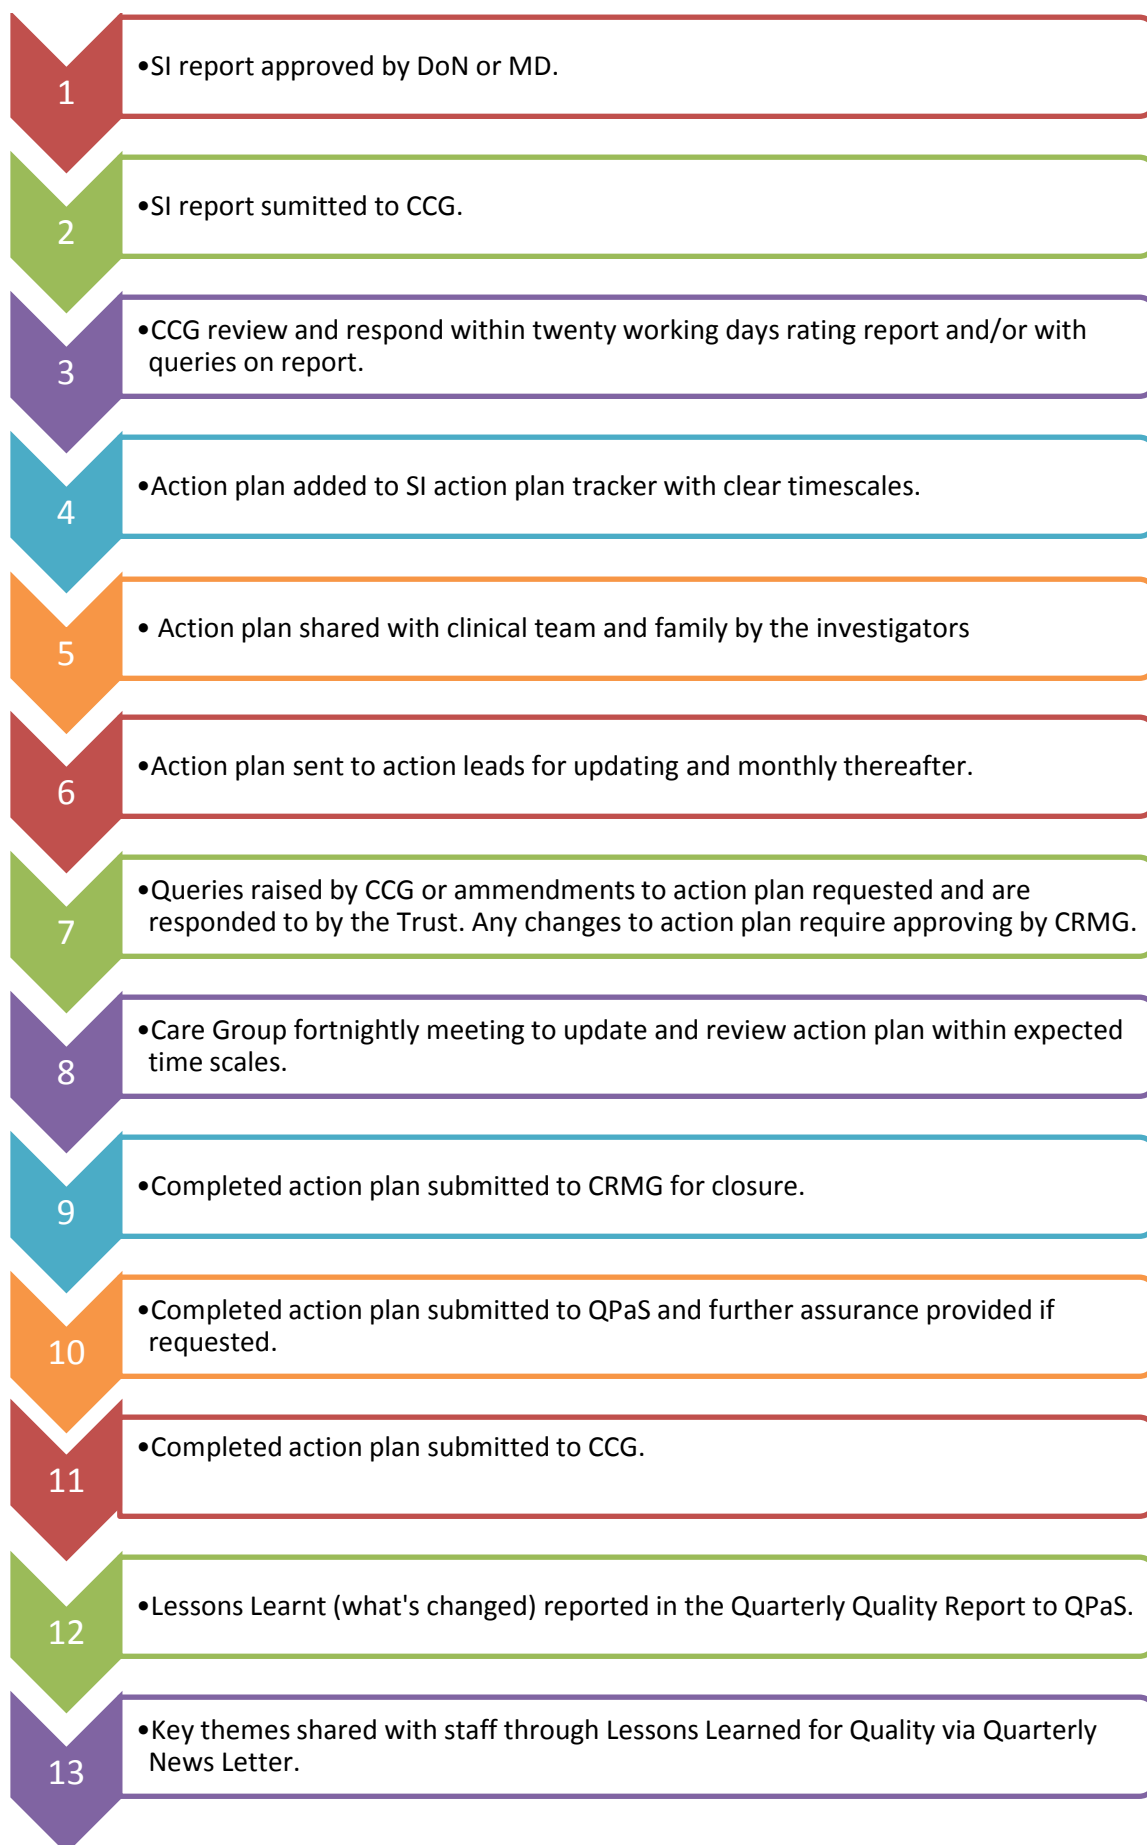 1
•SI report approved by DoN or MD.
2
•SI report sumitted to CCG.
3
•CCG review and respond within twenty working days rating report and/or with
queries on report.
4
•Action plan added to SI action plan tracker with clear timescales.
5
• Action plan shared with clinical team and family by the investigators
6
•Action plan sent to action leads for updating and monthly thereafter.
7
•Queries raised by CCG or ammendments to action plan requested and are
responded to by the Trust. Any changes to action plan require approving by CRMG.
8
•Care Group fortnightly meeting to update and review action plan within expected
time scales.
9
•Completed action plan submitted to CRMG for closure.
10
•Completed action plan submitted to QPaS and further assurance provided if
requested.
11
•Completed action plan submitted to CCG.
12
•Lessons Learnt (what's changed) reported in the Quarterly Quality Report to QPaS.
13
•Key themes shared with staff through Lessons Learned for Quality via Quarterly
News Letter.